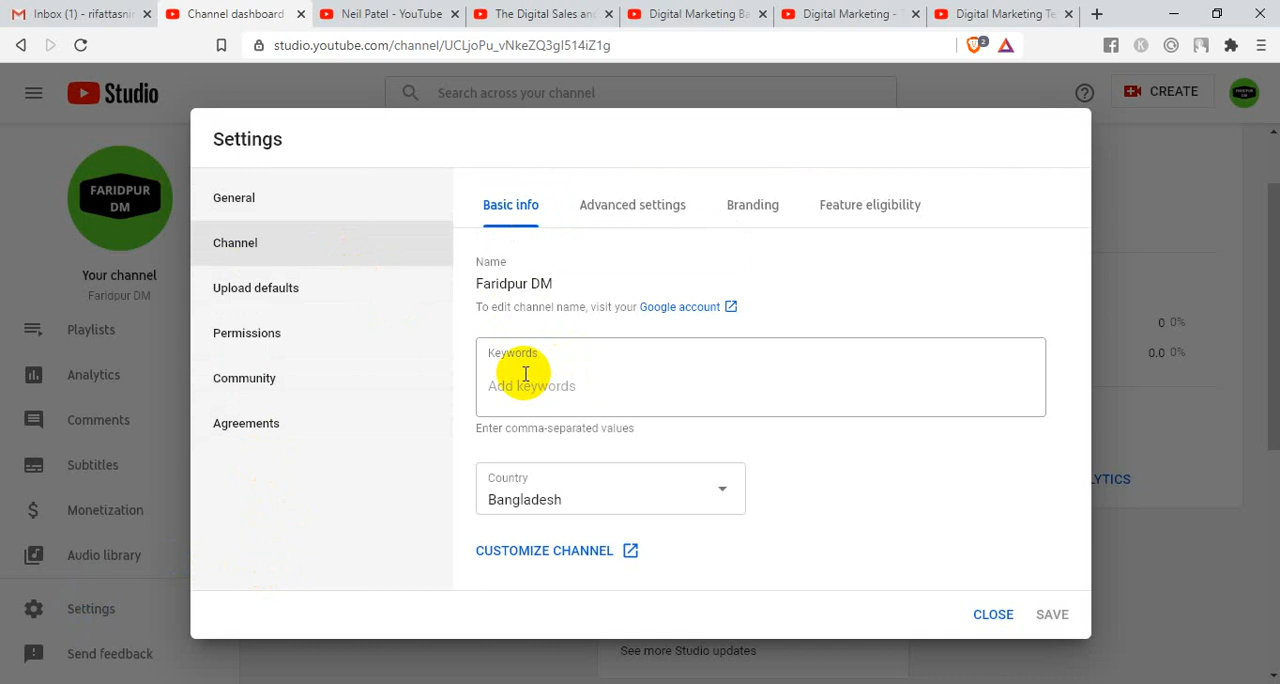 Inbox (1) - rifattasni
Channel dashboard
Neil Patel - YouTube
The Digital Sales and
Digital Marketing Ba
Digital Marketing -
Digital Marketing Te
studio.youtube.com/channel/UCLjoPu_vNkeZQ3gI514iZ1g
2
Studio
Search across your channel
CREATE
FARIDPUR
DM
Your channel
Faridpur DM
Playlists
Analytics
Comments
Subtitles
Monetization
Audio library
Settings
Send feedback
Settings
General
Channel
Upload defaults
Permissions
Community
Agreements
Basic info
Advanced settings
Branding
Feature eligibility
Name
Faridpur DM
To edit channel name, visit your Google account
Keywords
Add keywords
Enter comma-separated values
Country
Bangladesh
CUSTOMIZE CHANNEL
CLOSE
SAVE
0 0%
0.0 0%
LYTICS
See more Studio updates